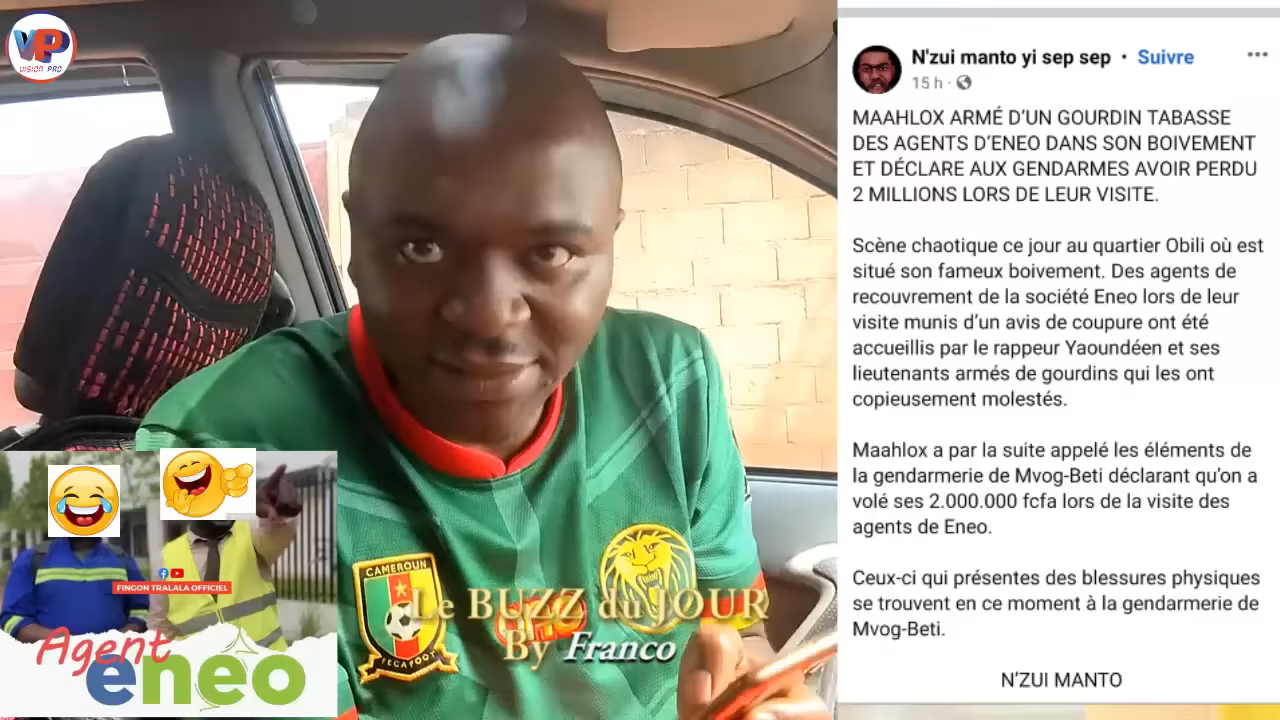 VP
VISION PRO
N'zui manto yi sep sep · Suivre
15 h ·
MAAHLOX ARMÉ D'UN GOURDIN TABASSE
DES AGENTS D'ENEO DANS SON BOIVEMENT
ET DÉCLARE AUX GENDARMES AVOIR PERDU
2 MILLIONS LORS DE LEUR VISITE.
Scène chaotique ce jour au quartier Obili où est
situé son fameux boivement. Des agents de
recouvrement de la société Eneo lors de leur
visite munis d'un avis de coupure ont été
accueillis par le rappeur Yaoundéen et ses
lieutenants armés de gourdins qui les ont
copieusement molestés.
Maahlox a par la suite appelé les éléments de
la gendarmerie de Mvog-Beti déclarant qu'on a
volé ses 2.000.000 fcfa lors de la visite des
agents de Eneo.
Ceux-ci qui présentes des blessures physiques
se trouvent en ce moment à la gendarmerie de
Mvog-Beti.
N'ZUI MANTO
CAMEROUN
FECAFOOT
Le BUZZ du JOUR
By Franco
FINGON TRALALA OFFICIEL
Agent
eneo